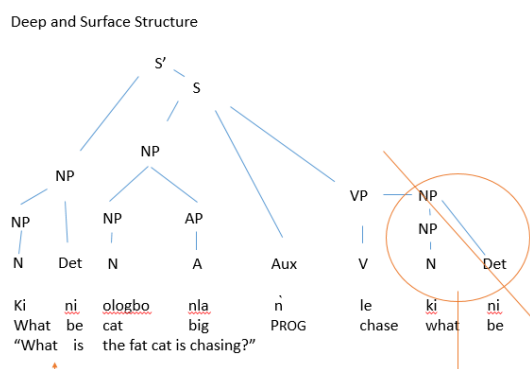 Deep and Surface Structure
S'
S
NP
NP
VP NP
NP NP AP NP
N Det N A Aux V N Det
Ki ni ologbo nla ǹ le ki ni
What be cat big PROG chase what be
“What is the fat cat is chasing?”